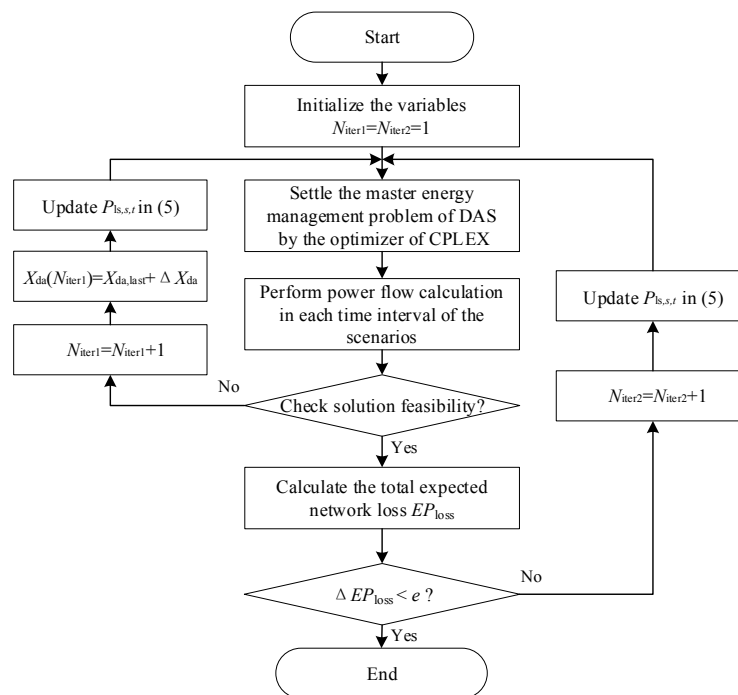 Start
Initialize the variables
Niter1=Niter2=1
Settle the master energy
management problem of DAS
by the optimizer of CPLEX
Perform power flow calculation
in each time interval of the
scenarios
Check solution feasibility?
No
Niter1=Niter1+1
Xda(Niter1)=Xda,last+ Δ Xda
Update Pls,s,t in (5)
Yes
Calculate the total expected
network loss EPloss
Δ EPloss < e ?
No
Niter2=Niter2+1
Update Pls,s,t in (5)
Yes
End